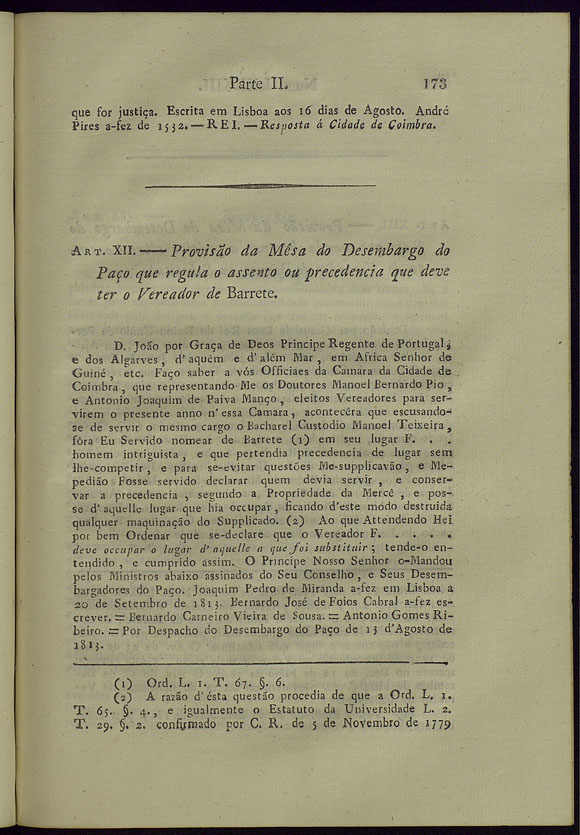 Parte II. 173
que for justiça. Escrita em Lisboa aos 16 dias de Agosto. André
Pires a-fez de 1532. — REI. — Resposta á Cidade de Coimbra.
ART. XII. — Provisão da Mêsa do Desembargo do
Paço que regula o assento ou precedencia que deve
ter o Vereador de Barrete.
D. João por Graça de Deos Principe Regente de Portugal,
e dos Algarves, d'aquém e d'além Mar, em Africa Senhor de
Guiné, etc. Faço saber a vós Officiaes da Camara da Cidade de
Coimbra, que representando-Me os Doutores Manoel Bernardo Pio,
e Antonio Joaquim de Paiva Manço, eleitos Vereadores para ser-
virem o presente anno n'essa Camara, acontecêra que escusando-
se de servir o mesmo cargo o Bacharel Custodio Manoel Teixeira,
fôra Eu Servido nomear de Barrete (1) em seu lugar F. . .
homem intriguista, e que pertendia precedencia de lugar sem
lhe-competir, e para se-evitar questões Me-supplicavão, e Me-
pedião Fosse servido declarar quem devia servir, e conser-
var a precedencia, segundo a Propriedade da Mercê, e pos-
se d'aquelle lugar que hia occupar, ficando d'este módo destruida
qualquer maquinação do Supplicado. (2) Ao que Attendendo Hei
por bem Ordenar que se-declare que o Vereador F. . . . .
deve occupar o lugar d'aquelle a que foi substituir; tende-o en-
tendido, e cumprido assim. O Principe Nosso Senhor o-Mandou
pelos Ministros abaixo assinados do Seu Conselho, e Seus Desem-
bargadores do Paço. Joaquim Pedro de Miranda a-fez em Lisboa a
20 de Setembro de 1813. Bernardo José de Foios Cabral a-fez es-
crever. = Bernardo Carneiro Vieira de Sousa. = Antonio Gomes Ri-
beiro. = Por Despacho do Desembargo do Paço de 13 d'Agosto de
1813.
(1) Ord. L. 1. T. 67. §. 6.
(2) A razão d'ésta questão procedia de que a Ord. L. 1.
T. 65. §. 4., e igualmente o Estatuto da Universidade L. 2.
T. 29. §. 2. confirmado por C. R. de 5 de Novembro de 1779